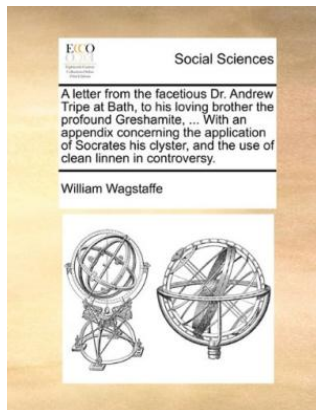 ECCO
Social Sciences
A letter from the facetious Dr. Andrew
Tripe at Bath, to his loving brother the
profound Greshamite, ... With an
appendix concerning the application
of Socrates his clyster, and the use of
clean linnen in controversy.
William Wagstaffe